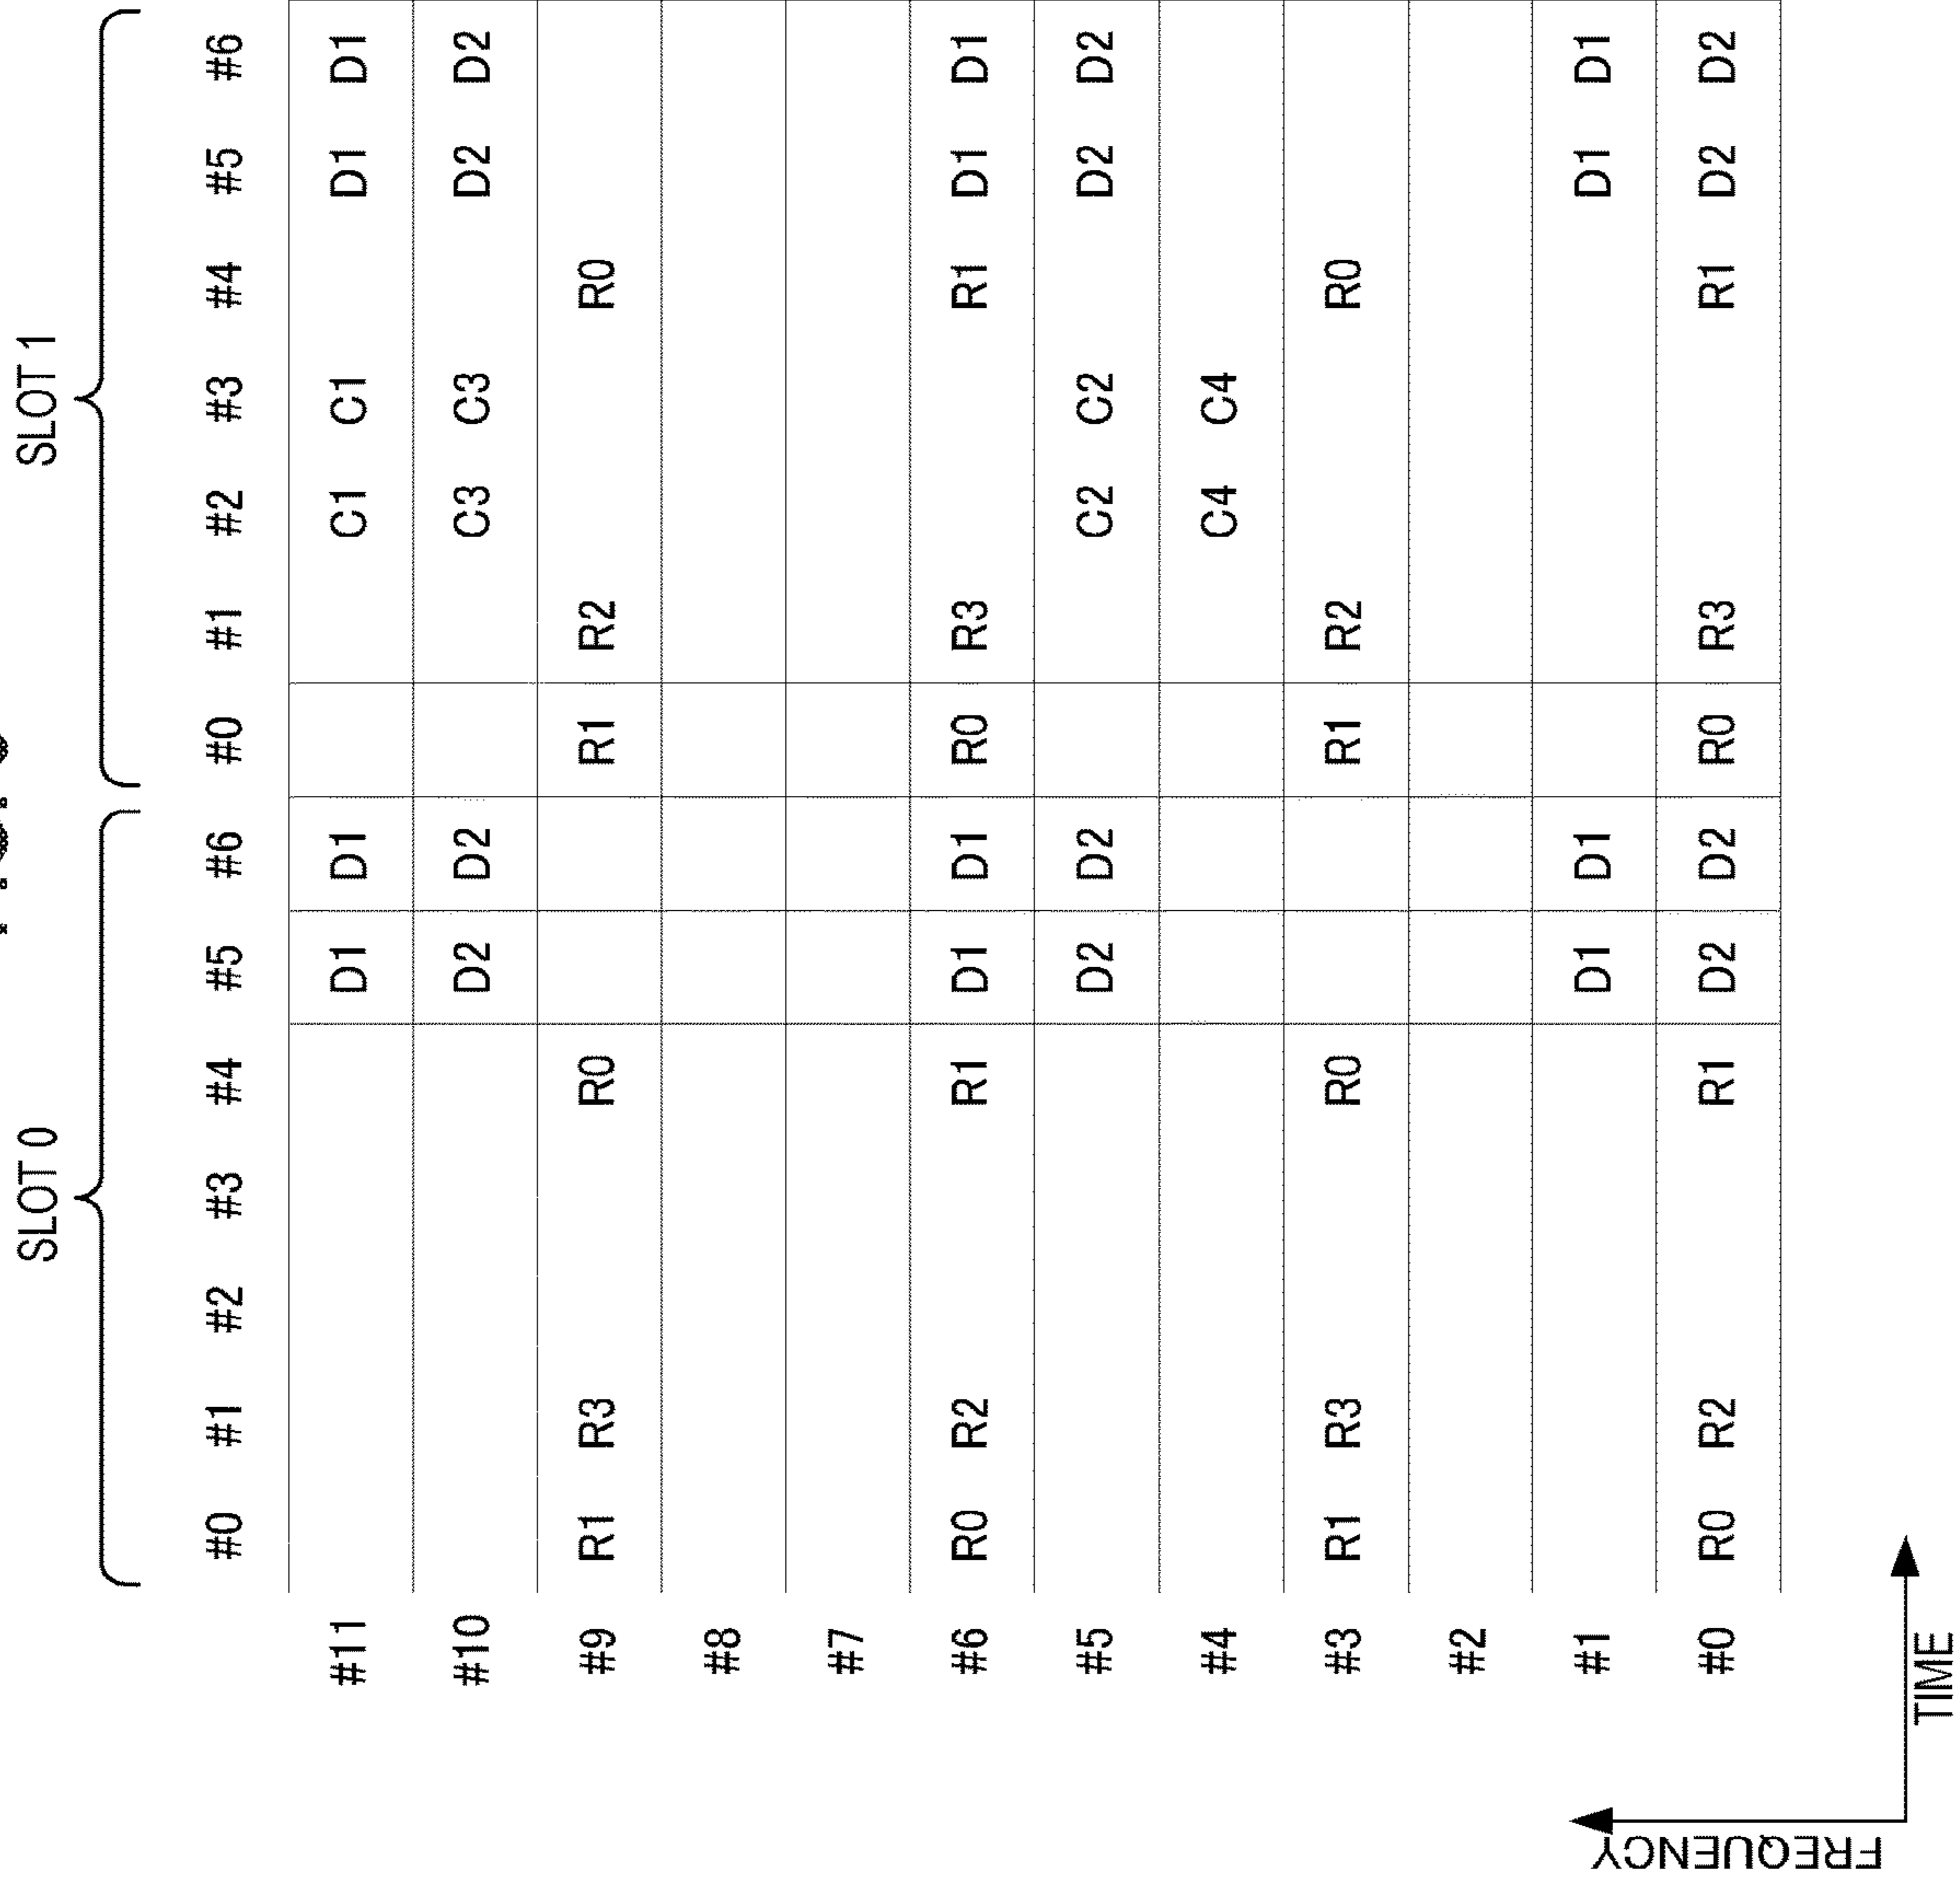 SLOT 0 SLOT 1
#0 #1 #2 #3 #4 #5 #6 #0 #1 #2 #3 #4 #5 #6
#11 D1 D1 C1 C1 D1 D1
#10 D2 D2 C3 C3 D2 D2
#9 R1 R3 R0 R1 R2 R0
#8
#7
#6 R0 R2 R1 D1 D1 R0 R3 R1 D1 D1
#5 D2 D2 C2 C2 D2 D2
#4 C4 C4
#3 R1 R3 R0 R1 R2 R0
#2
#1 D1 D1 D1 D1
#0 R0 R2 R1 D2 D2 R0 R3 R1 D2 D2
FREQUENCY
TIME